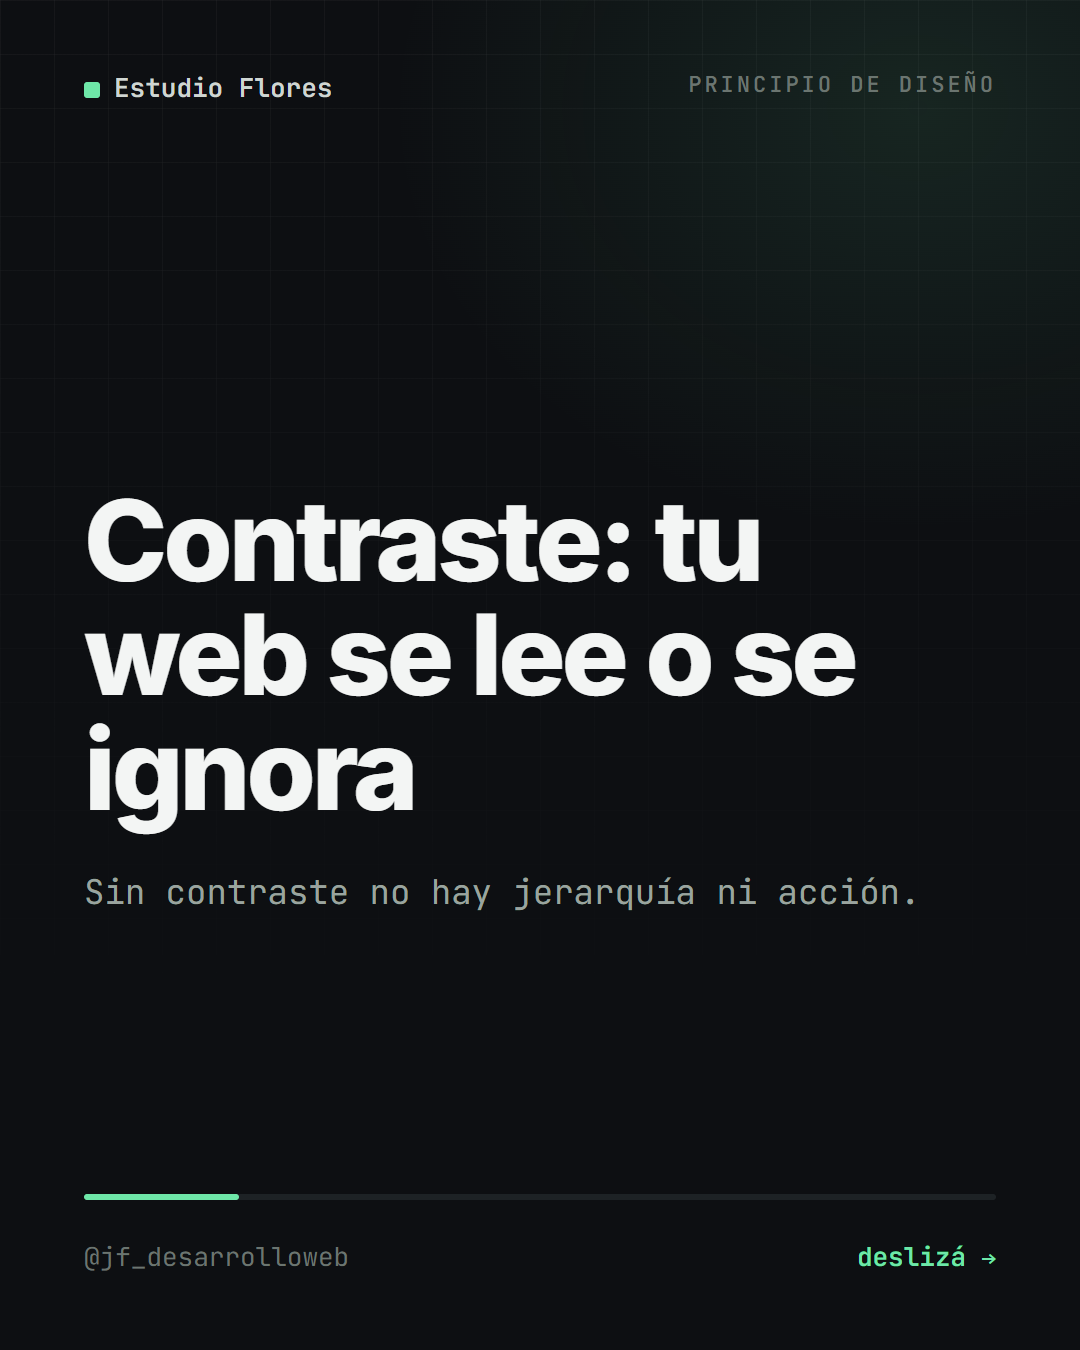 Estudio Flores
PRINCIPIO DE DISEÑO
Contraste: tu
web se lee o se
ignora
Sin contraste no hay jerarquía ni acción.
@jf_desarrolloweb
deslizá →